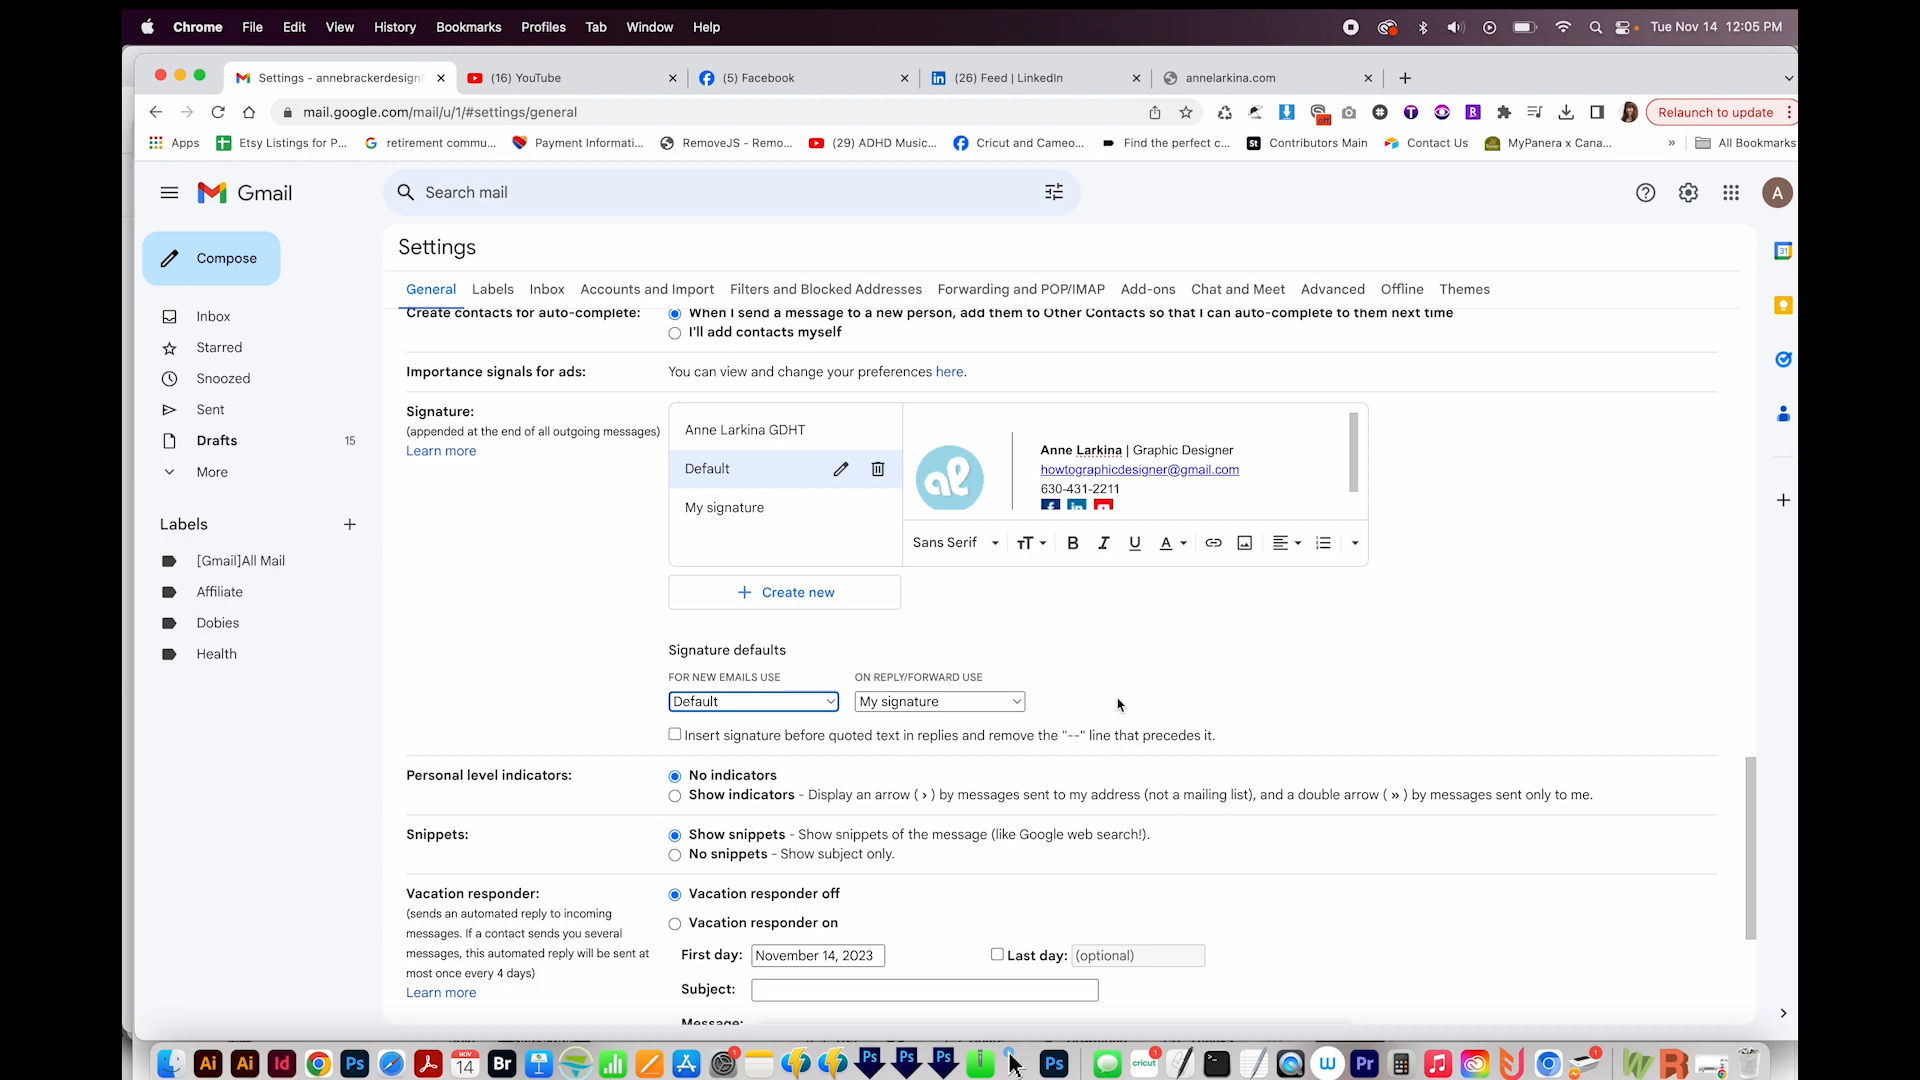 Chrome File Edit View History Bookmarks Profiles Tab Window Help Tue Nov 14 12:05 PM
Settings - annebrackerdesign (16) YouTube (5) Facebook (26) Feed | LinkedIn annelarkina.com
mail.google.com/mail/u/1/#settings/general Relaunch to update
Apps Etsy Listings for P... retirement commu... Payment Informati... RemoveJS - Remo... (29) ADHD Music... Cricut and Cameo... Find the perfect c... Contributors Main Contact Us MyPanera x Cana... » All Bookmarks
Gmail Search mail A
Compose
Inbox
Starred
Snoozed
Sent
Drafts 15
More
Labels
[Gmail]All Mail
Affiliate
Dobies
Health
Settings
General Labels Inbox Accounts and Import Filters and Blocked Addresses Forwarding and POP/IMAP Add-ons Chat and Meet Advanced Offline Themes
Create contacts for auto-complete: When I send a message to a new person, add them to Other Contacts so that I can auto-complete to them next time
I'll add contacts myself
Importance signals for ads: You can view and change your preferences here.
Signature:
(appended at the end of all outgoing messages)
Learn more
Anne Larkina GDHT
Default
My signature
al
Anne Larkina | Graphic Designer
howtographicdesigner@gmail.com
630-431-2211
Sans Serif
Create new
Signature defaults
FOR NEW EMAILS USE ON REPLY/FORWARD USE
Default My signature
Insert signature before quoted text in replies and remove the "--" line that precedes it.
Personal level indicators: No indicators
Show indicators - Display an arrow ( › ) by messages sent to my address (not a mailing list), and a double arrow ( » ) by messages sent only to me.
Snippets: Show snippets - Show snippets of the message (like Google web search!).
No snippets - Show subject only.
Vacation responder:
(sends an automated reply to incoming
messages. If a contact sends you several
messages, this automated reply will be sent at
most once every 4 days)
Learn more
Vacation responder off
Vacation responder on
First day: November 14, 2023 Last day: (optional)
Subject:
Message: